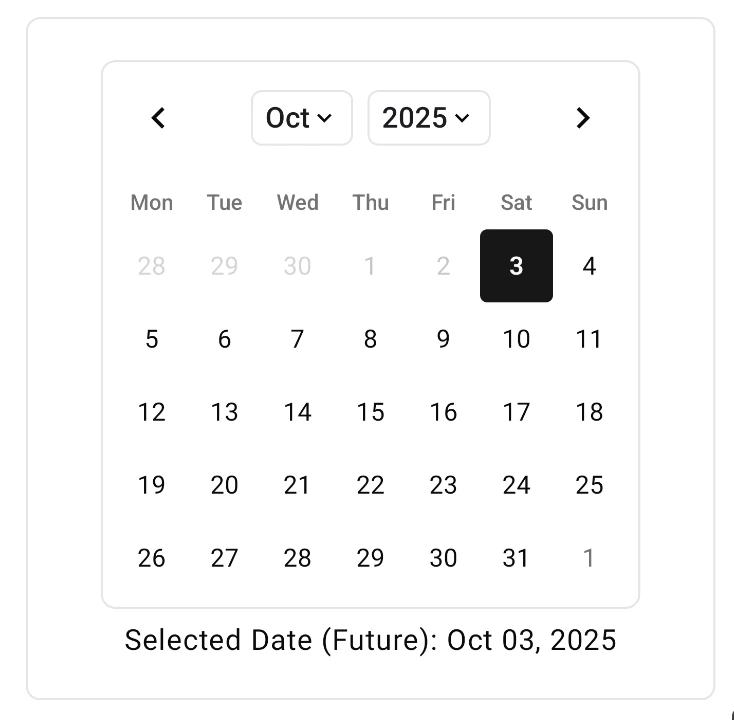 Oct 2025
Mon Tue Wed Thu Fri Sat Sun
28 29 30 1 2 3 4
5 6 7 8 9 10 11
12 13 14 15 16 17 18
19 20 21 22 23 24 25
26 27 28 29 30 31 1
Selected Date (Future): Oct 03, 2025